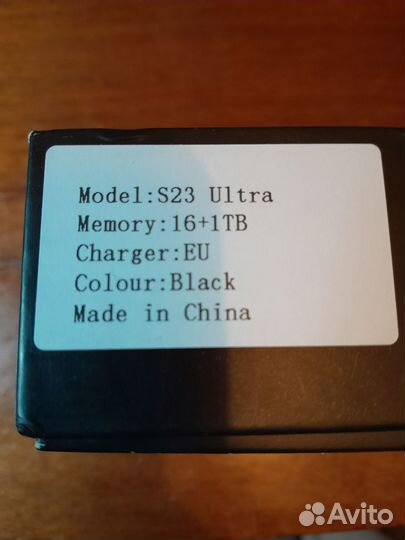 Model:S23 Ultra
Memory:16+1TB
Charger:EU
Colour:Black
Made in China
Avito